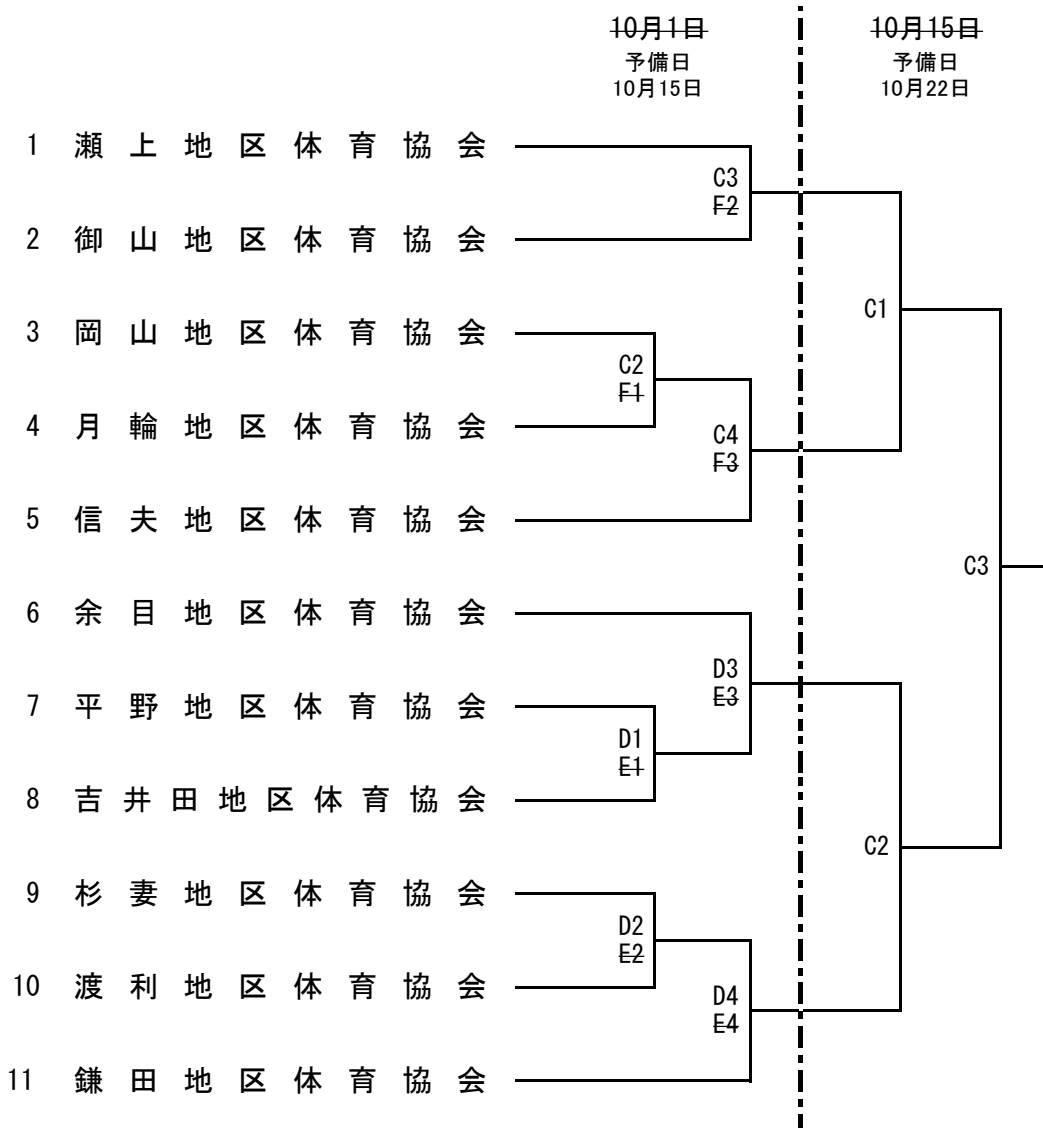 10月1日
予備日
10月15日
10月15日
予備日
10月22日
1 瀬上地区体育協会
C3
F2
2 御山地区体育協会
C1
3 岡山地区体育協会
C2
F1
4 月輪地区体育協会
C4
F3
5 信夫地区体育協会
C3
6 余目地区体育協会
D3
E3
7 平野地区体育協会
D1
E1
8 吉井田地区体育協会
C2
9 杉妻地区体育協会
D2
E2
10 渡利地区体育協会
D4
E4
11 鎌田地区体育協会